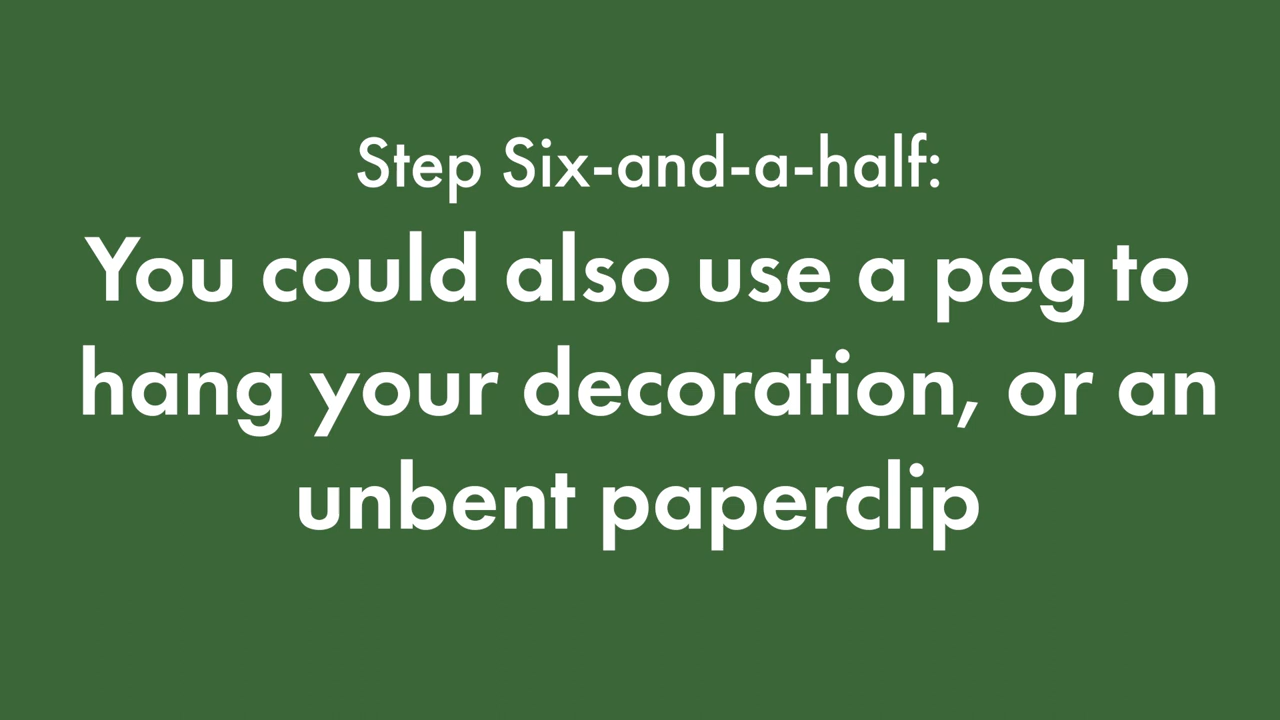 Step Six-and-a-half:
You could also use a peg to
hang your decoration, or an
unbent paperclip